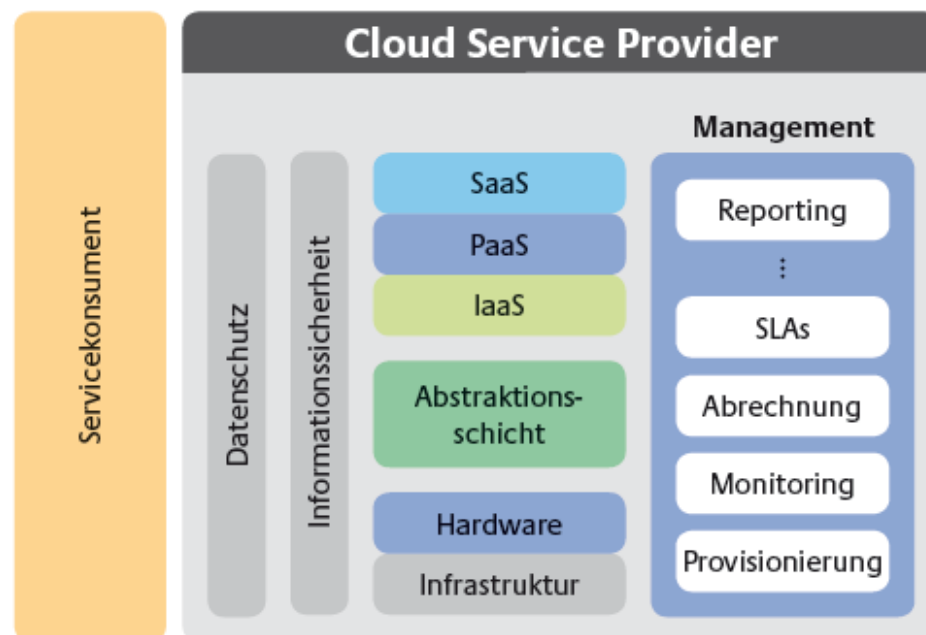 Cloud Service Provider
Servicekonsument
Datenschutz
Informationssicherheit
SaaS
PaaS
IaaS
Abstraktions-
schicht
Hardware
Infrastruktur
Management
Reporting
...
SLAs
Abrechnung
Monitoring
Provisionierung